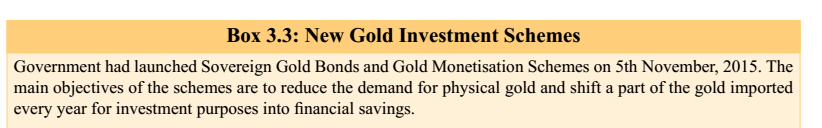 Box 3.3: New Gold Investment Schemes
Government had launched Sovereign Gold Bonds and Gold Monetisation Schemes on 5th November, 2015. The
main objectives of the schemes are to reduce the demand for physical gold and shift a part of the gold imported
every year for investment purposes into financial savings.